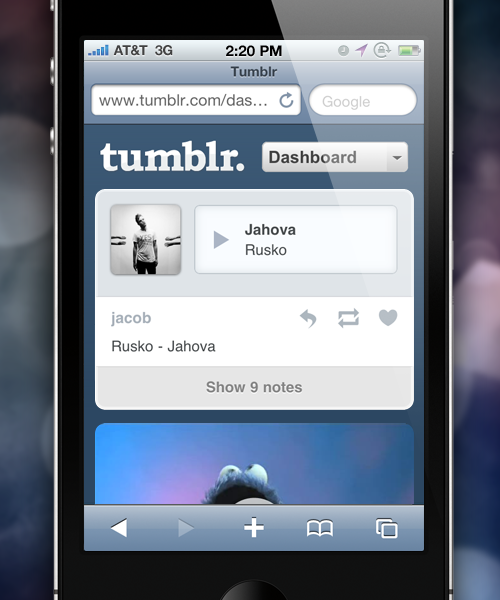 AT&T 3G 2:20 PM
Tumblr
www.tumblr.com/das... Google
tumblr. Dashboard
Jahova
Rusko
jacob
Rusko - Jahova
Show 9 notes